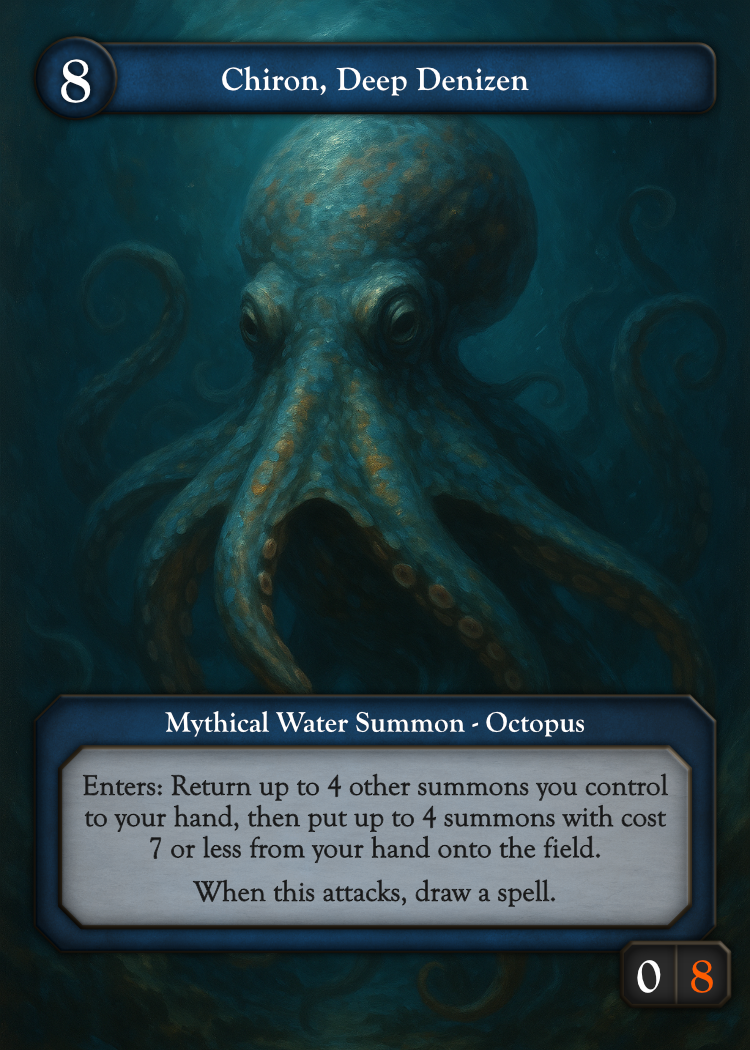 8
Chiron, Deep Denizen
Mythical Water Summon - Octopus
Enters: Return up to 4 other summons you control
to your hand, then put up to 4 summons with cost
7 or less from your hand onto the field.
When this attacks, draw a spell.
0 8